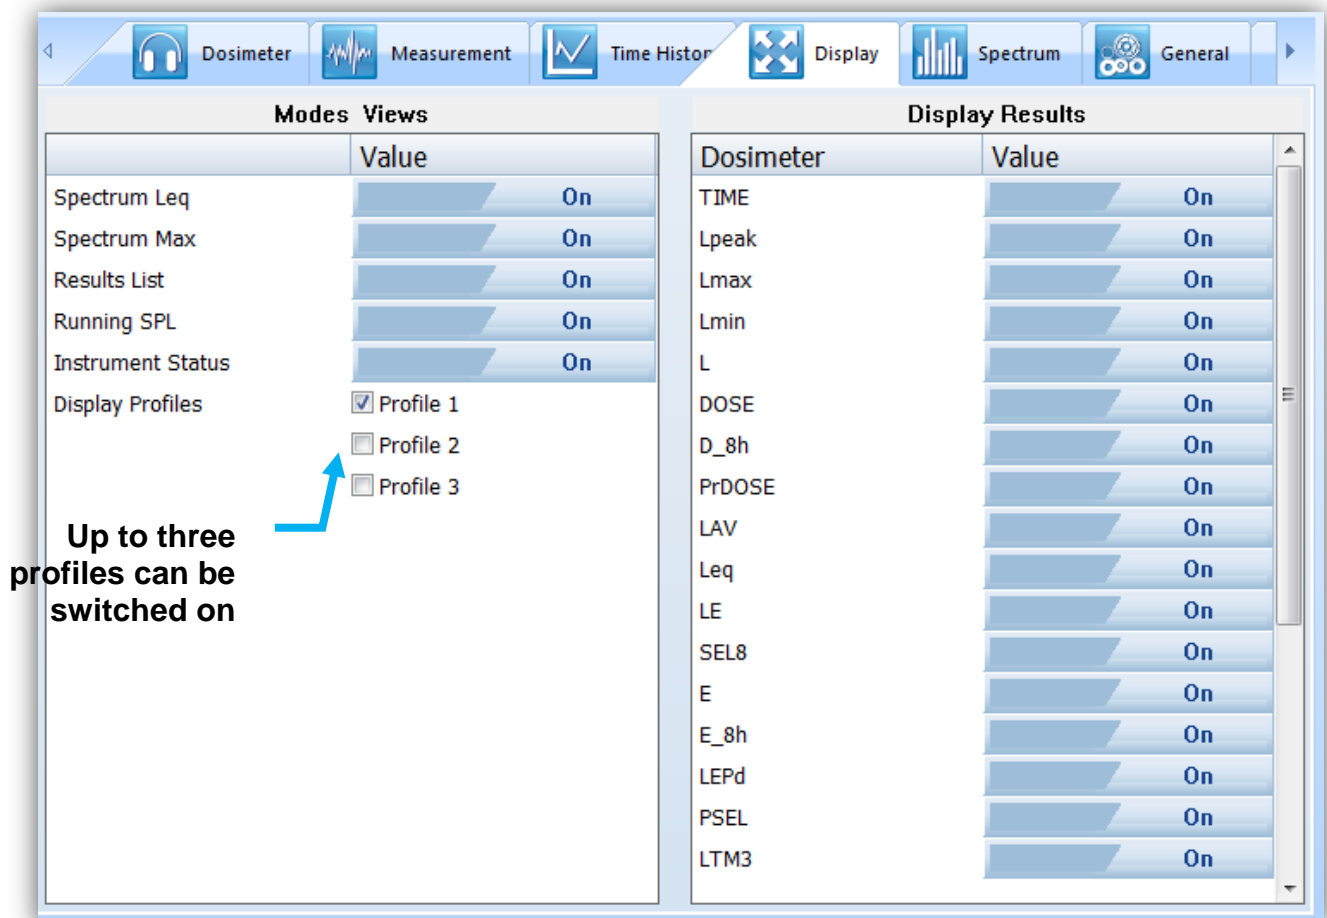 Dosimeter Measurement Time Histor Display Spectrum General
Modes Views
Value
Spectrum Leq On
Spectrum Max On
Results List On
Running SPL On
Instrument Status On
Display Profiles Profile 1
Profile 2
Profile 3
Up to three
profiles can be
switched on
Display Results
Dosimeter Value
TIME On
Lpeak On
Lmax On
Lmin On
L On
DOSE On
D_8h On
PrDOSE On
LAV On
Leq On
LE On
SEL8 On
E On
E_8h On
LEPd On
PSEL On
LTM3 On